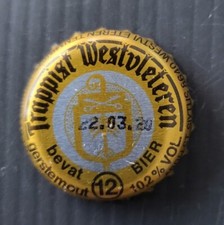 Trappist Westvleteren
22.03.20
bevat BIER
gerstemout 12 10,2% VOL.